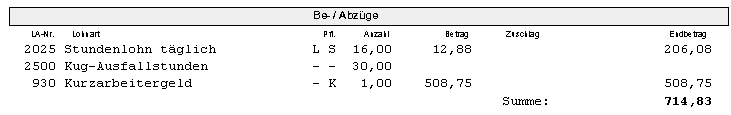 Be-/Abzüge
LA-Nr. Lohnart Pfl. Anzahl Betrag Zuschlag Endbetrag
2025 Stundenlohn täglich L S 16,00 12,88 206,08
2500 Kug-Ausfallstunden - - 30,00
930 Kurzarbeitergeld - K 1,00 508,75 508,75
Summe: 714,83